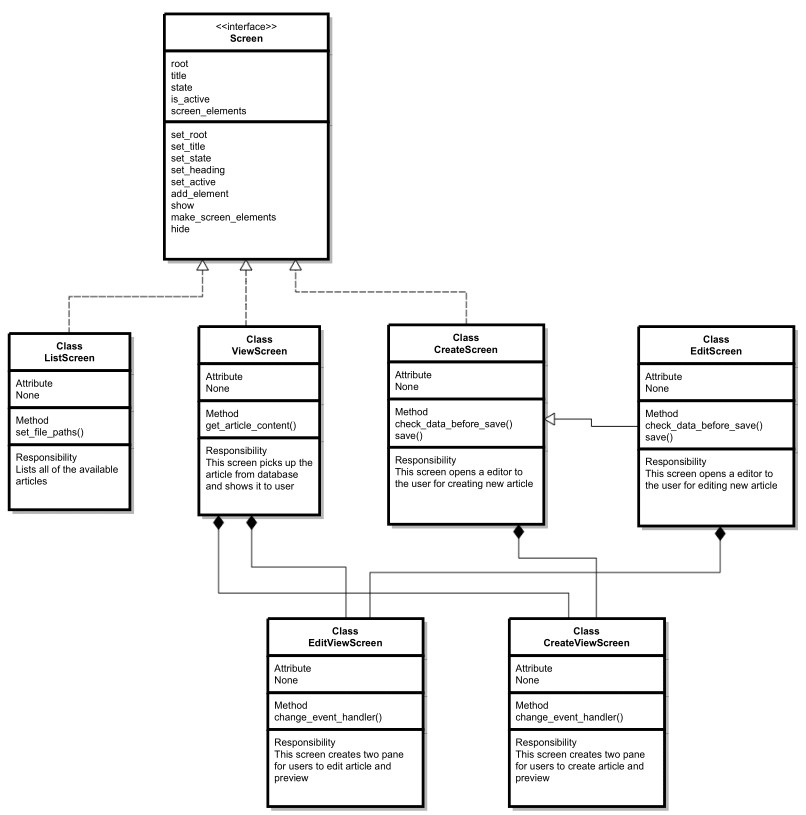 <<interface>>
Screen
root
title
state
is_active
screen_elements
set_root
set_title
set_state
set_heading
set_active
add_element
show
make_screen_elements
hide
Class
ListScreen
Attribute
None
Method
set_file_paths()
Responsibility
Lists all of the available
articles
Class
ViewScreen
Attribute
None
Method
get_article_content()
Responsibility
This screen picks up the
article from database
and shows it to user
Class
CreateScreen
Attribute
None
Method
check_data_before_save()
save()
Responsibility
This screen opens a editor to
the user for creating new article
Class
EditScreen
Attribute
None
Method
check_data_before_save()
save()
Responsibility
This screen opens a editor to
the user for editing new article
Class
EditViewScreen
Attribute
None
Method
change_event_handler()
Responsibility
This screen creates two pane
for users to edit article and
preview
Class
CreateViewScreen
Attribute
None
Method
change_event_handler()
Responsibility
This screen creates two pane
for users to create article and
preview